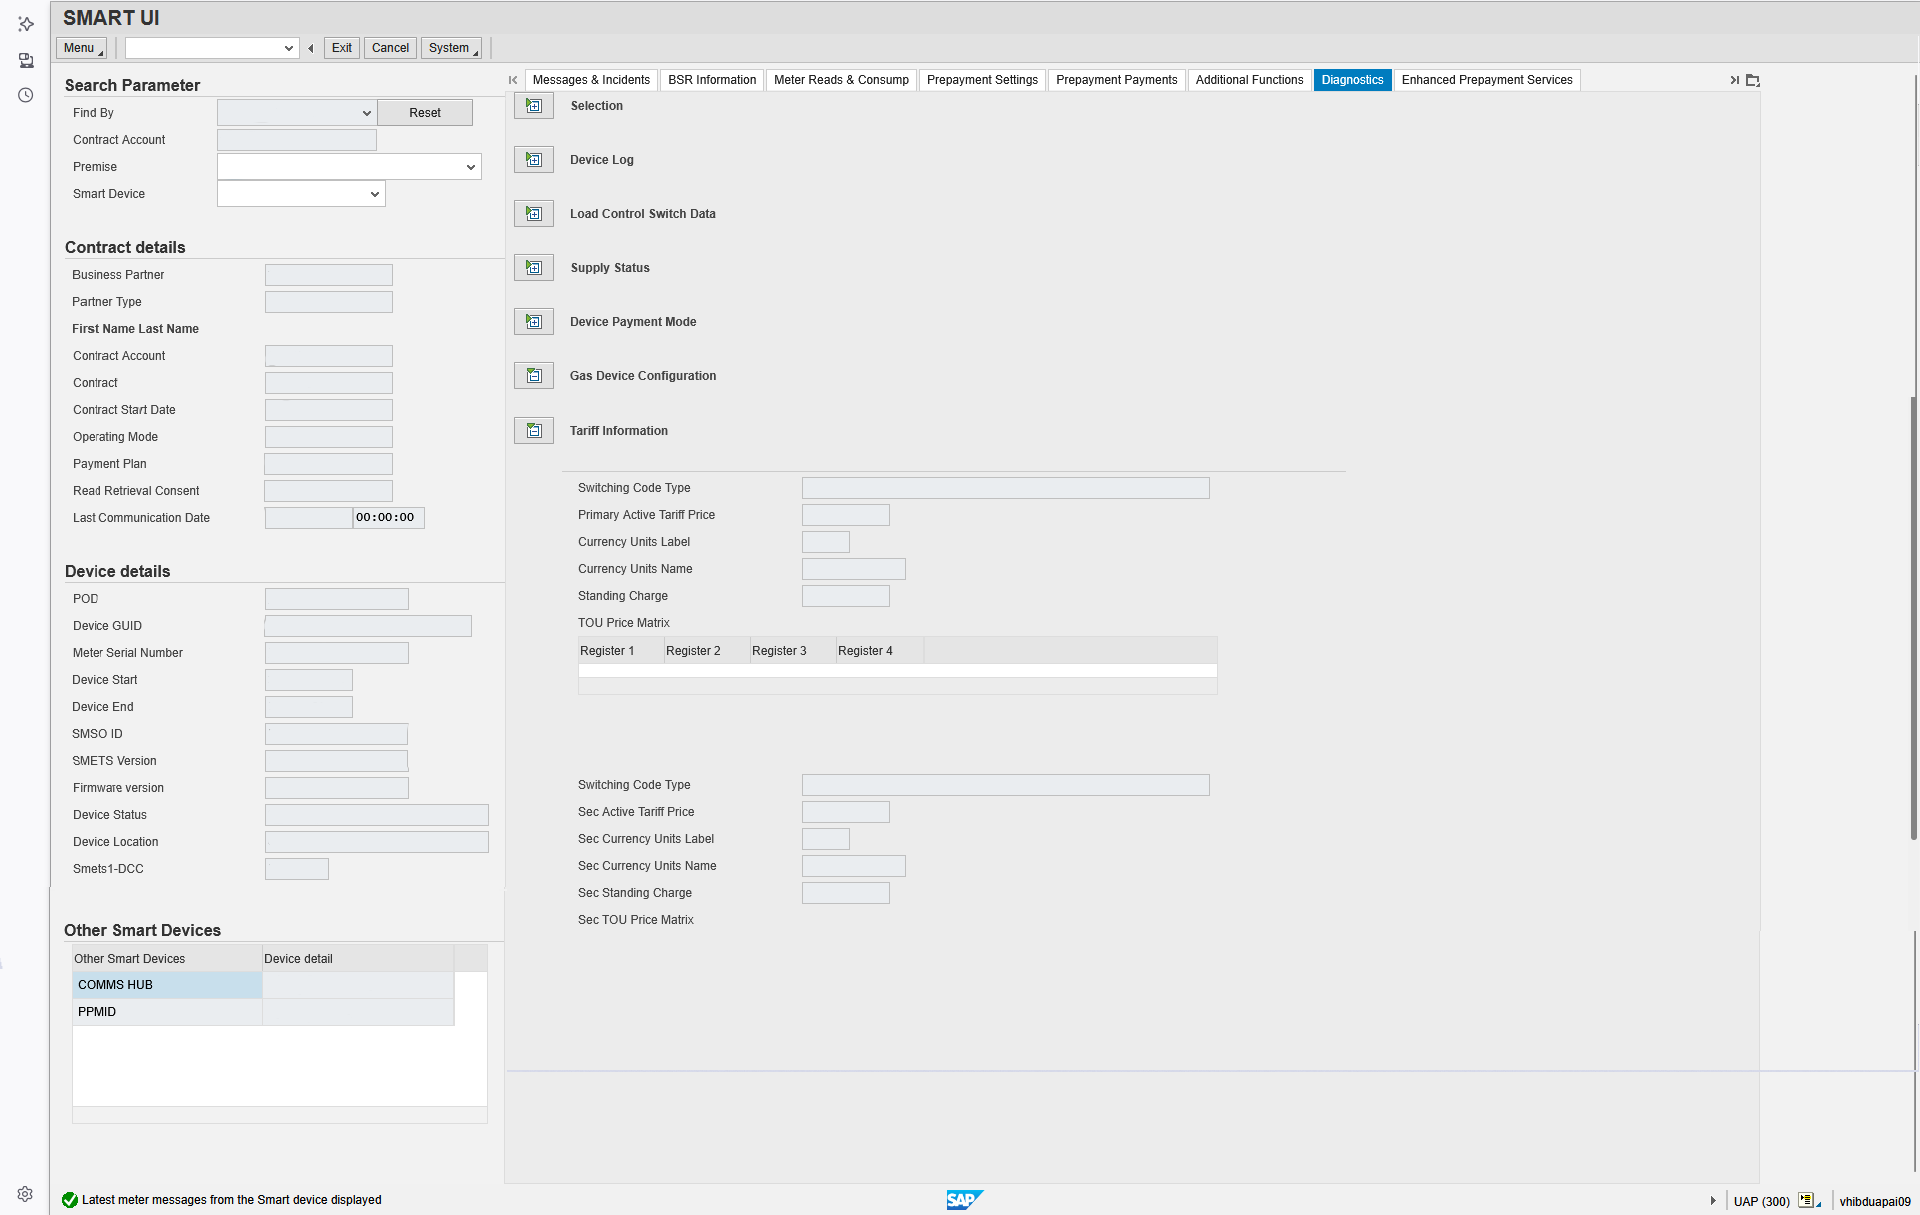 SMART UI
Menu
Exit
Cancel
System
Search Parameter
Find By
Reset
Contract Account
Premise
Smart Device
Contract details
Business Partner
Partner Type
First Name Last Name
Contract Account
Contract
Contract Start Date
Operating Mode
Payment Plan
Read Retrieval Consent
Last Communication Date 00:00:00
Device details
POD
Device GUID
Meter Serial Number
Device Start
Device End
SMSO ID
SMETS Version
Firmware version
Device Status
Device Location
Smets1-DCC
Other Smart Devices
Other Smart Devices Device detail
COMMS HUB
PPMID
Messages & Incidents BSR Information Meter Reads & Consump Prepayment Settings Prepayment Payments Additional Functions Diagnostics Enhanced Prepayment Services
Selection
Device Log
Load Control Switch Data
Supply Status
Device Payment Mode
Gas Device Configuration
Tariff Information
Switching Code Type
Primary Active Tariff Price
Currency Units Label
Currency Units Name
Standing Charge
TOU Price Matrix
Register 1 Register 2 Register 3 Register 4
Switching Code Type
Sec Active Tariff Price
Sec Currency Units Label
Sec Currency Units Name
Sec Standing Charge
Sec TOU Price Matrix
Latest meter messages from the Smart device displayed
SAP
UAP (300)
vhibduapai09